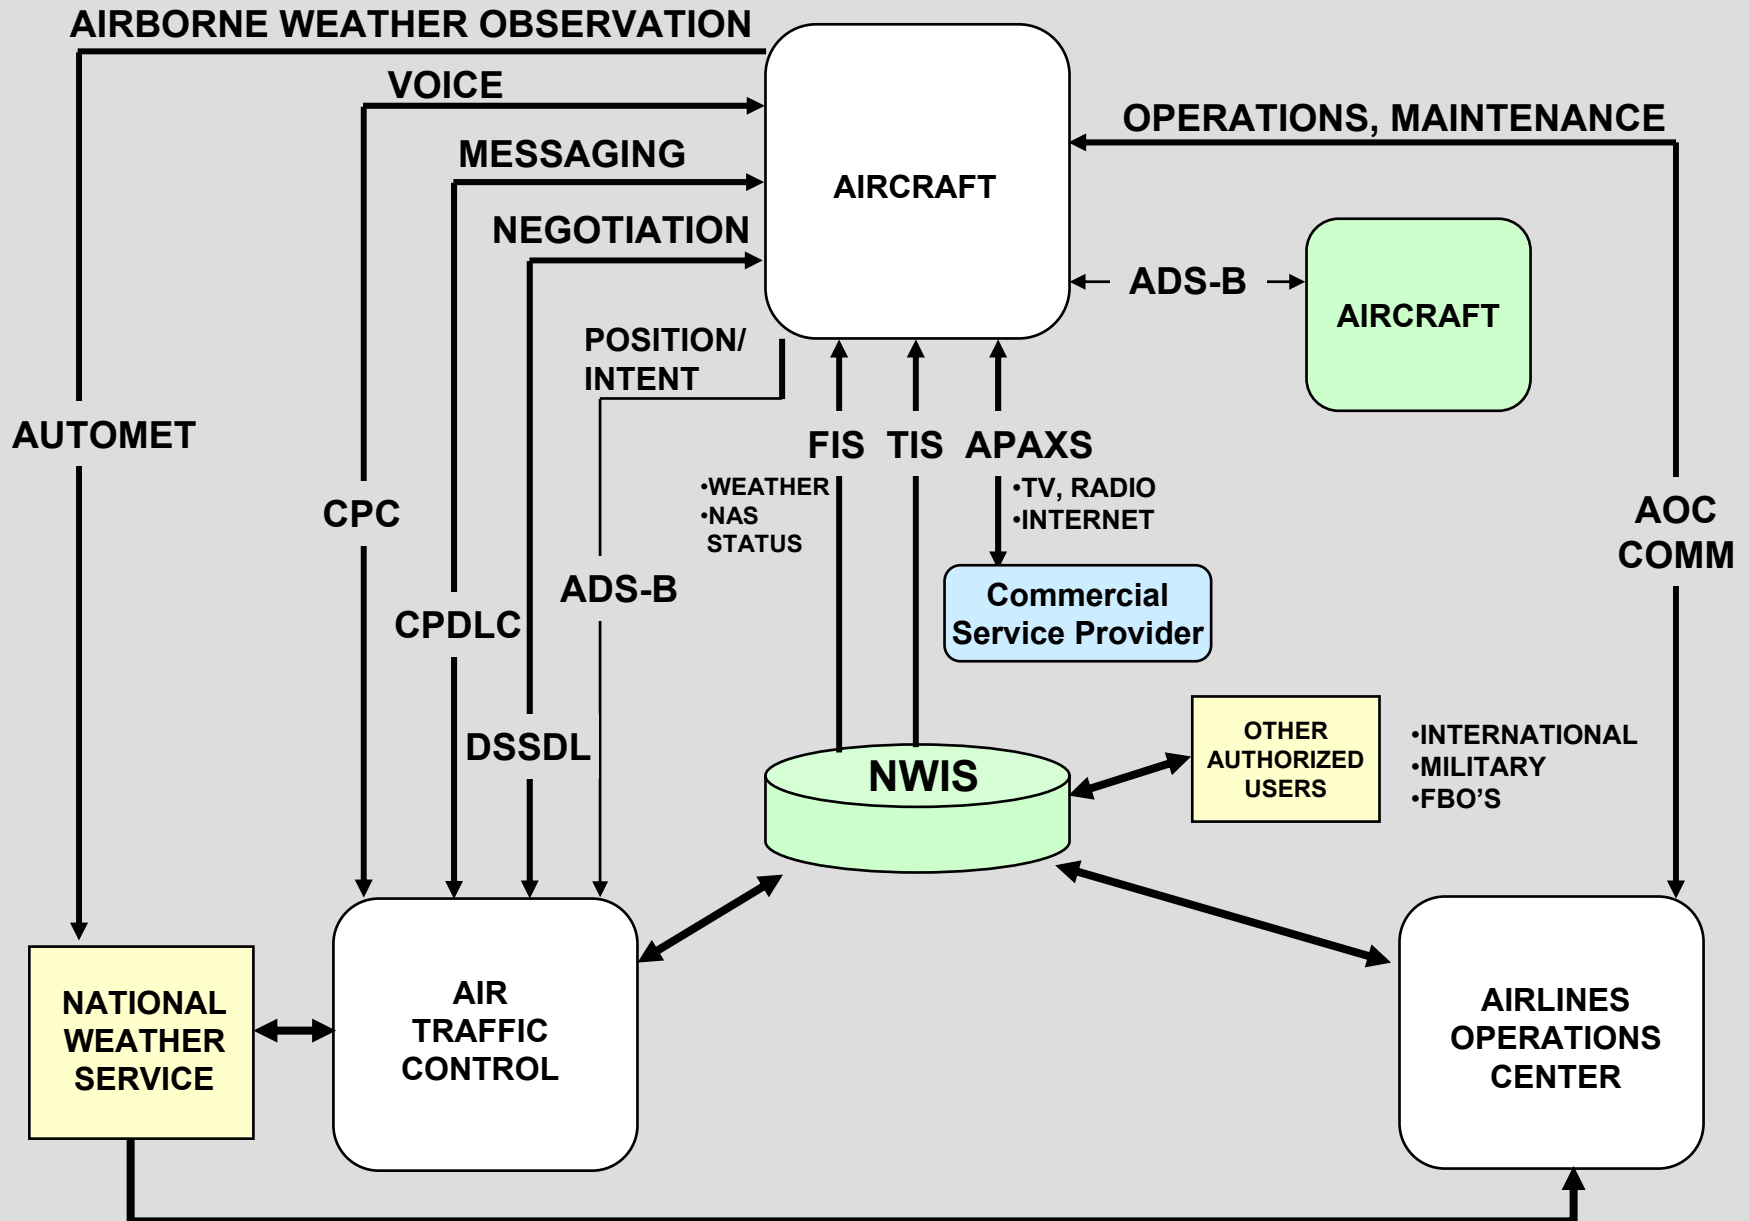 AIRBORNE WEATHER OBSERVATION
VOICE
OPERATIONS, MAINTENANCE
MESSAGING
AIRCRAFT
NEGOTIATION
ADS-B
AIRCRAFT
POSITION/
INTENT
AUTOMET
FIS
TIS
APAXS
•WEATHER
•NAS
STATUS
•TV, RADIO
•INTERNET
CPC
AOC
COMM
ADS-B
Commercial
Service Provider
CPDLC
DSSDL
NWIS
OTHER
AUTHORIZED
USERS
•INTERNATIONAL
•MILITARY
•FBO'S
NATIONAL
WEATHER
SERVICE
AIR
TRAFFIC
CONTROL
AIRLINES
OPERATIONS
CENTER